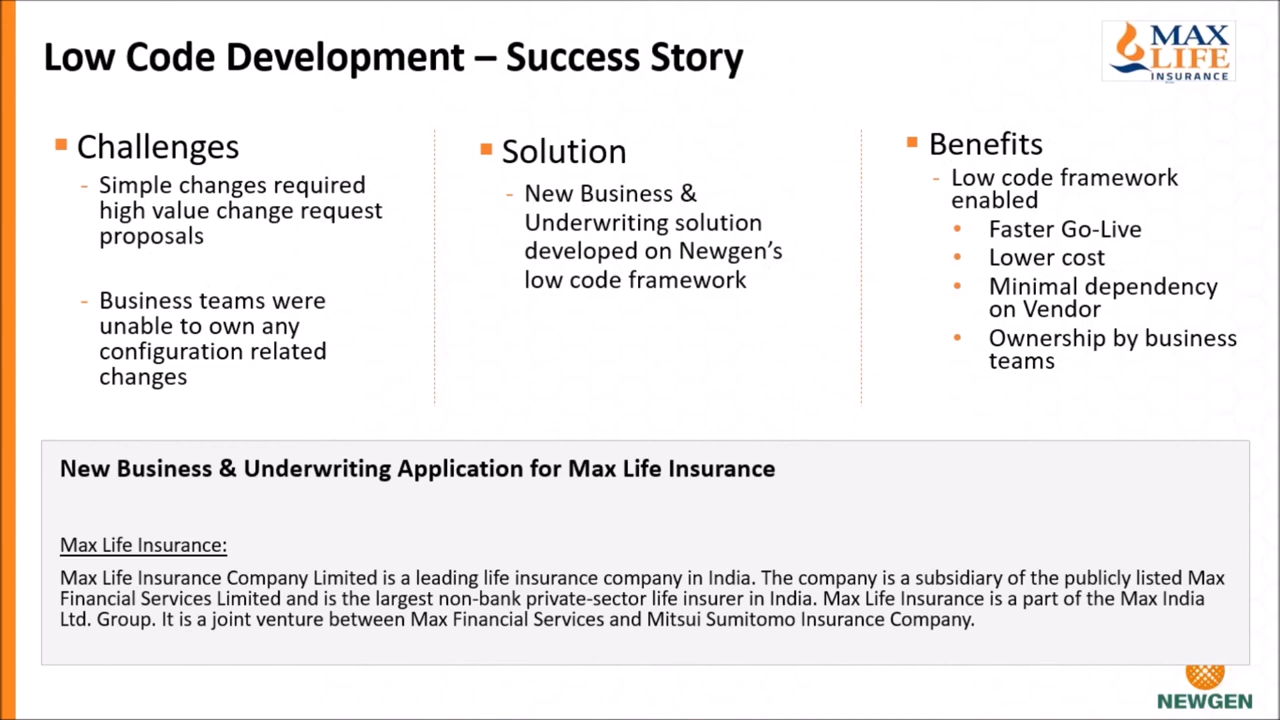 Low Code Development – Success Story
MAX
LIFE
INSURANCE
Challenges
- Simple changes required
high value change request
proposals
- Business teams were
unable to own any
configuration related
changes
Solution
- New Business &
Underwriting solution
developed on Newgen's
low code framework
Benefits
- Low code framework
enabled
• Faster Go-Live
• Lower cost
• Minimal dependency
on Vendor
• Ownership by business
teams
New Business & Underwriting Application for Max Life Insurance
Max Life Insurance:
Max Life Insurance Company Limited is a leading life insurance company in India. The company is a subsidiary of the publicly listed Max
Financial Services Limited and is the largest non-bank private-sector life insurer in India. Max Life Insurance is a part of the Max India
Ltd. Group. It is a joint venture between Max Financial Services and Mitsui Sumitomo Insurance Company.
NEWGEN